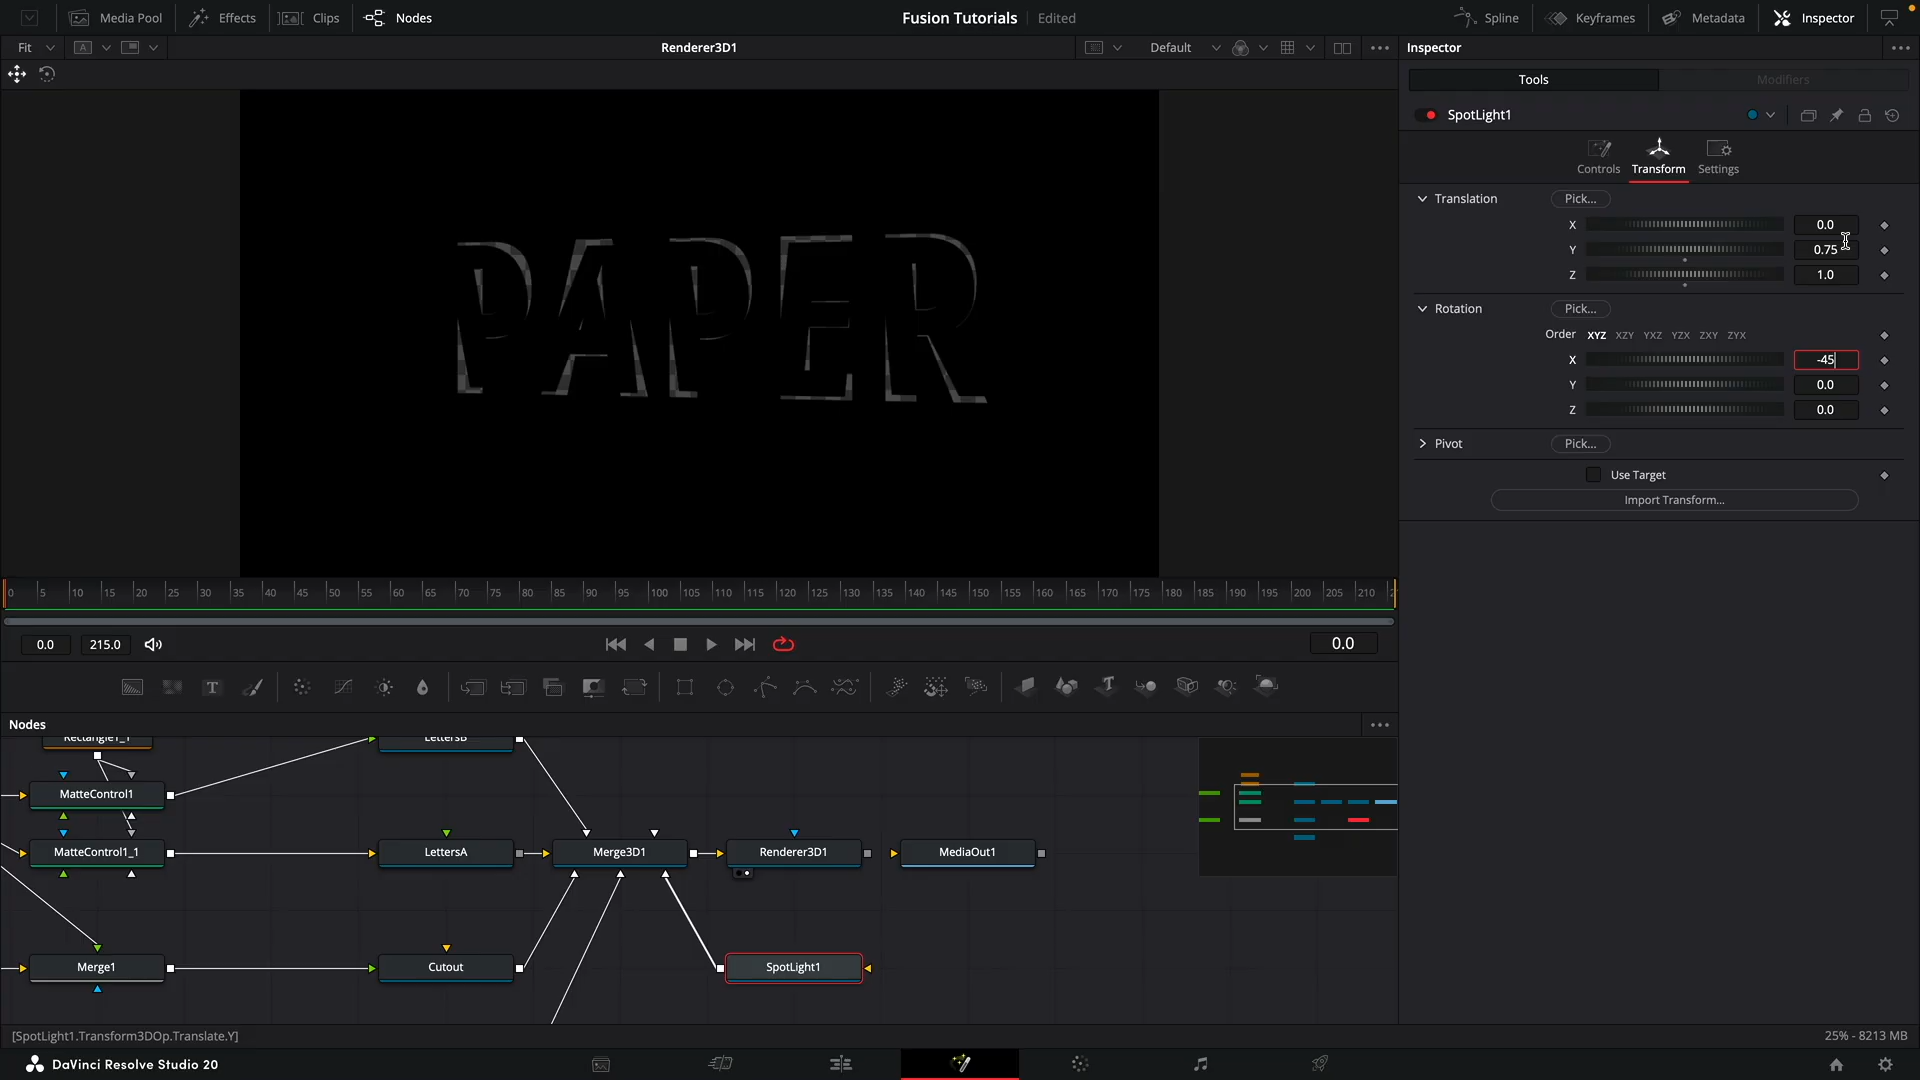 Media Pool
Effects
Clips
Nodes
Fusion Tutorials
Edited
Spline
Keyframes
Metadata
Inspector
Fit
A
Renderer3D1
Default
Inspector
Tools
Modifiers
SpotLight1
Controls
Transform
Settings
Translation
Pick...
X
0.0
Y
0.75
Z
1.0
Rotation
Pick...
Order
XYZ XZY YXZ YZX ZXY ZYX
X
-45
Y
0.0
Z
0.0
Pivot
Pick...
Use Target
Import Transform...
PAPER
0 5 10 15 20 25 30 35 40 45 50 55 60 65 70 75 80 85 90 95 100 105 110 115 120 125 130 135 140 145 150 155 160 165 170 175 180 185 190 195 200 205 210
0.0
215.0
0.0
Nodes
Rectangle1_1
LettersB
MatteControl1
MatteControl1_1
LettersA
Merge3D1
Renderer3D1
MediaOut1
Merge1
Cutout
SpotLight1
[SpotLight1.Transform3DOp.Translate.Y]
25% - 8213 MB
DaVinci Resolve Studio 20